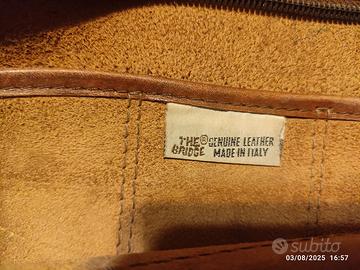 THE® GENUINE LEATHER
BRIDGE MADE IN ITALY
subito
03/08/2025 16:57